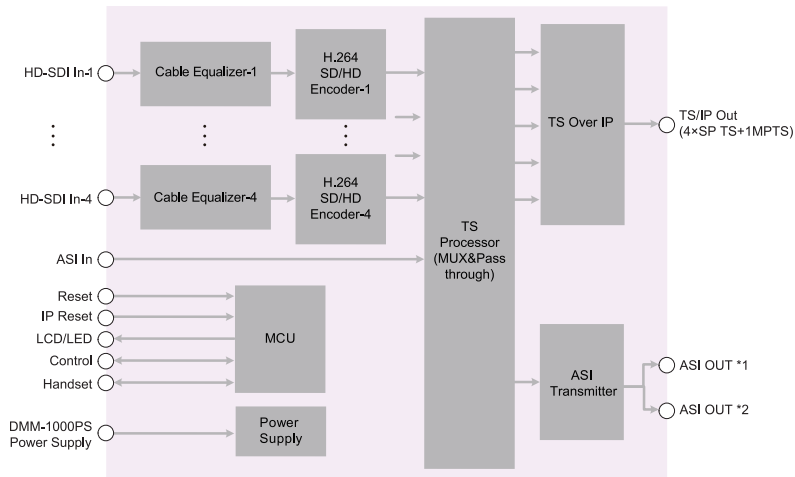 HD-SDI In-1
Cable Equalizer-1
H.264
SD/HD
Encoder-1
HD-SDI In-4
Cable Equalizer-4
H.264
SD/HD
Encoder-4
ASI In
TS
Processor
(MUX&Pass
through)
TS Over IP
TS/IP Out
(4×SP TS+1MPTS)
Reset
IP Reset
LCD/LED
Control
Handset
MCU
DMM-1000PS
Power Supply
Power
Supply
ASI
Transmitter
ASI OUT *1
ASI OUT *2